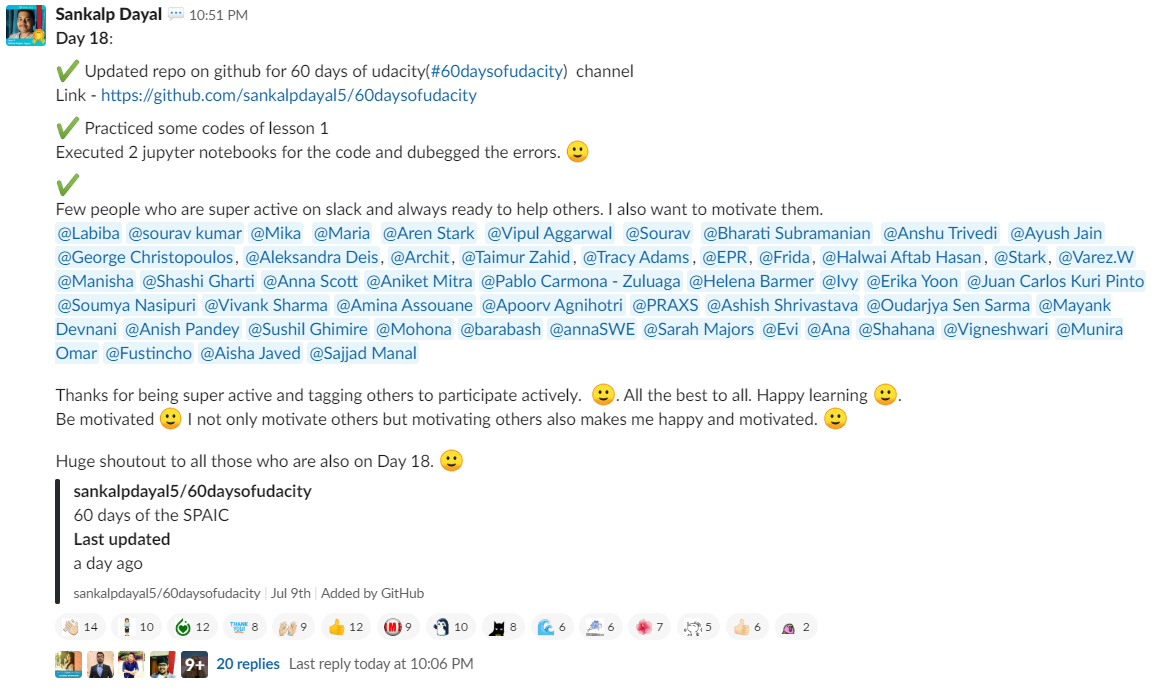 Sankalp Dayal 10:51 PM
Day 18:
Updated repo on github for 60 days of udacity(#60daysofudacity) channel
Link - https://github.com/sankalpdayal5/60daysofudacity
Practiced some codes of lesson 1
Executed 2 jupyter notebooks for the code and dubegged the errors.
Few people who are super active on slack and always ready to help others. I also want to motivate them.
@Labiba @sourav kumar @Mika @Maria @Aren Stark @Vipul Aggarwal @Sourav @Bharati Subramanian @Anshu Trivedi @Ayush Jain
@George Christopoulos, @Aleksandra Deis, @Archit, @Taimur Zahid, @Tracy Adams, @EPR, @Frida, @Halwai Aftab Hasan, @Stark, @Varez.W
@Manisha @Shashi Gharti @Anna Scott @Aniket Mitra @Pablo Carmona - Zuluaga @Helena Barmer @Ivy @Erika Yoon @Juan Carlos Kuri Pinto
@Soumya Nasipuri @Vivank Sharma @Amina Assouane @Apoorv Agnihotri @PRAXS @Ashish Shrivastava @Oudarjya Sen Sarma @Mayank
Devnani @Anish Pandey @Sushil Ghimire @Mohona @barabash @annaSWE @Sarah Majors @Evi @Ana @Shahana @Vigneshwari @Munira
Omar @Fustincho @Aisha Javed @Sajjad Manal
Thanks for being super active and tagging others to participate actively. . All the best to all. Happy learning .
Be motivated I not only motivate others but motivating others also makes me happy and motivated.
Huge shoutout to all those who are also on Day 18.
sankalpdayal5/60daysofudacity
60 days of the SPAIC
Last updated
a day ago
sankalpdayal5/60daysofudacity Jul 9th Added by GitHub
14 10 12 THANK YOU! 8 9 12 M 9 10 8 6 6 7 5 6 2
9+ 20 replies Last reply today at 10:06 PM